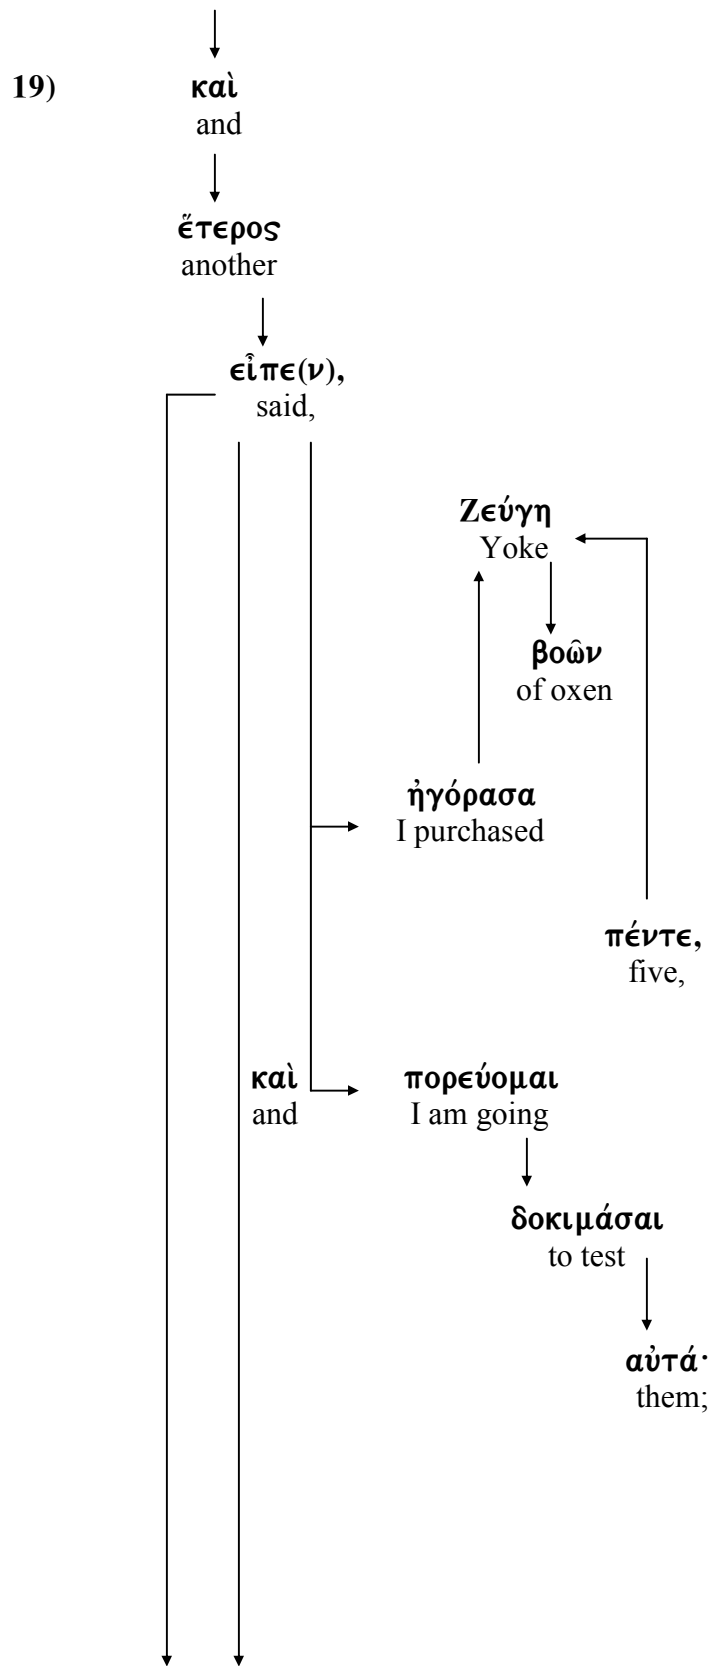 19) καὶ
and
ἕτερος
another
εἶπε(ν),
said,
Ζεύγη
Yoke
βοῶν
of oxen
ἠγόρασα
I purchased
πέντε,
five,
καὶ πορεύομαι
and I am going
δοκιμάσαι
to test
αὐτά·
them;